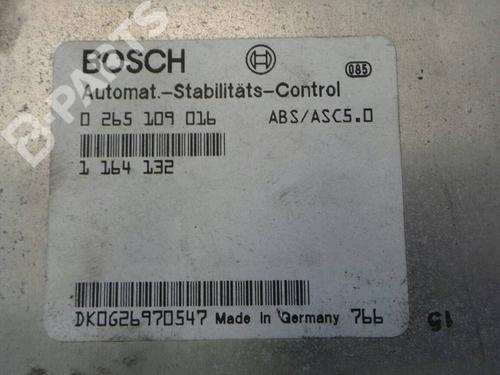 BOSCH
085
Automat.-Stabilitäts-Control
0 265 109 016 ABS/ASC5.0
1 164 132
DK0G26970547 Made in Germany 766
15
B-PARTS